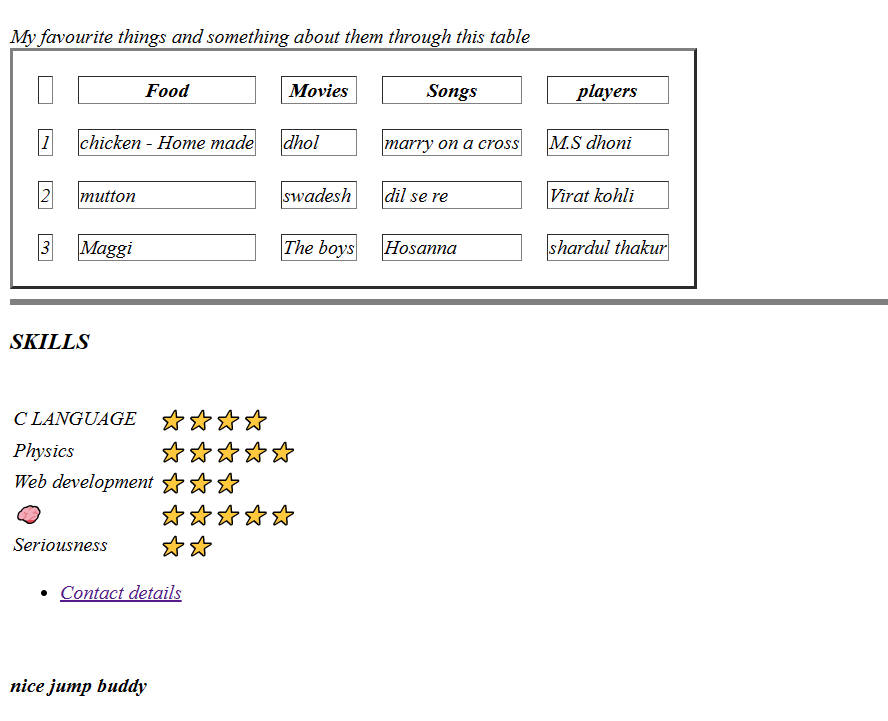 My favourite things and something about them through this table
Food Movies Songs players
1 chicken - Home made dhol marry on a cross M.S dhoni
2 mutton swadesh dil se re Virat kohli
3 Maggi The boys Hosanna shardul thakur
SKILLS
C LANGUAGE ⭐⭐⭐⭐
Physics ⭐⭐⭐⭐⭐
Web development ⭐⭐⭐
🧠 ⭐⭐⭐⭐⭐
Seriousness ⭐⭐
• Contact details
nice jump buddy